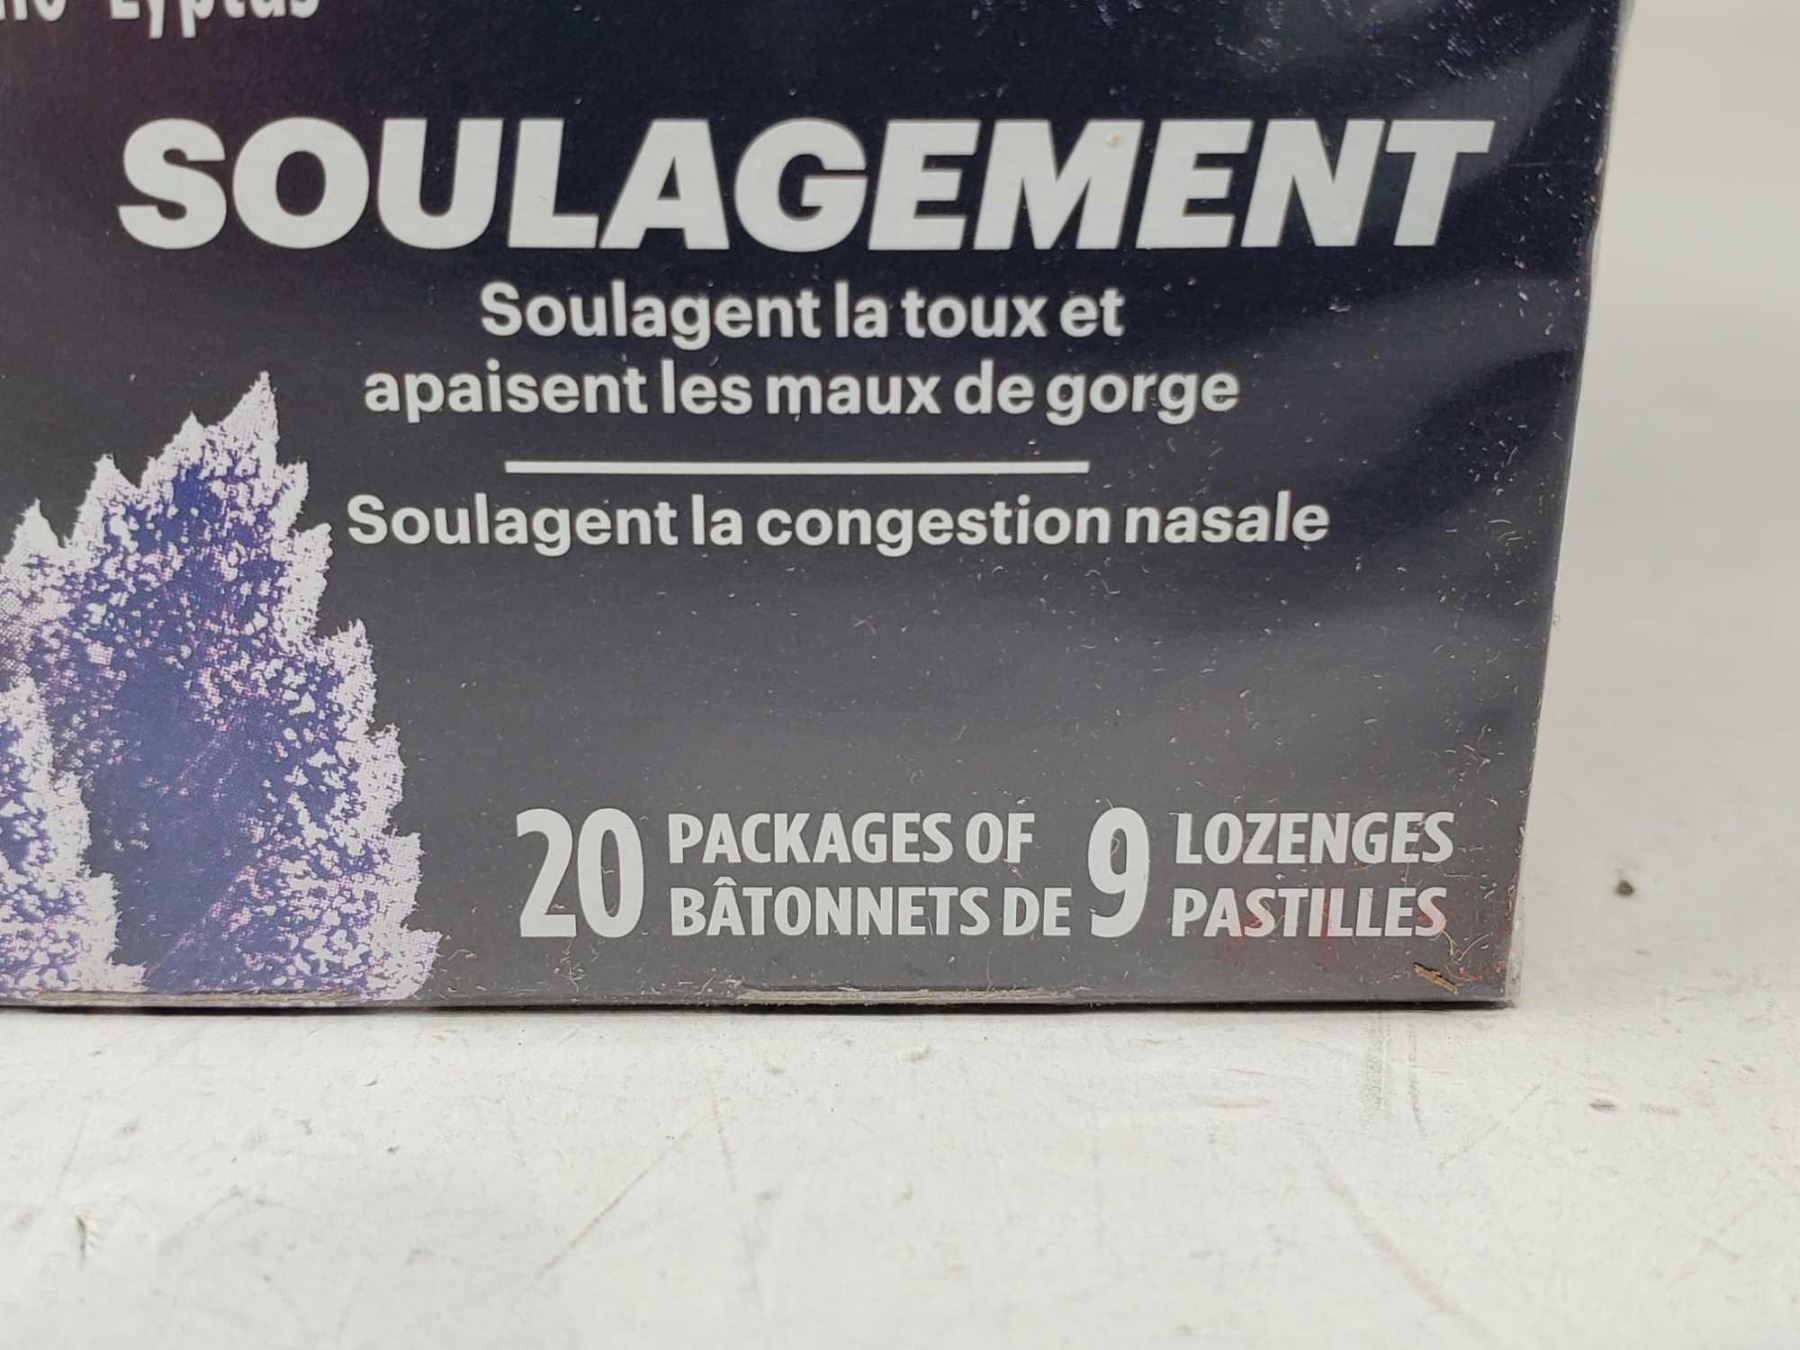 Lyptus
SOULAGEMENT
Soulagent la toux et
apaisent les maux de gorge
Soulagent la congestion nasale
20 PACKAGES OF 9 LOZENGES
BÂTONNETS DE PASTILLES